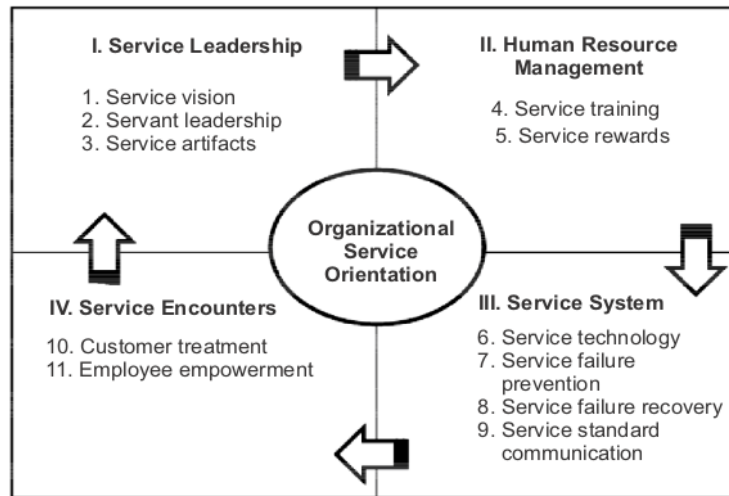 I. Service Leadership
1. Service vision
2. Servant leadership
3. Service artifacts
II. Human Resource
Management
4. Service training
5. Service rewards
Organizational
Service
Orientation
III. Service System
6. Service technology
7. Service failure
prevention
8. Service failure recovery
9. Service standard
communication
IV. Service Encounters
10. Customer treatment
11. Employee empowerment